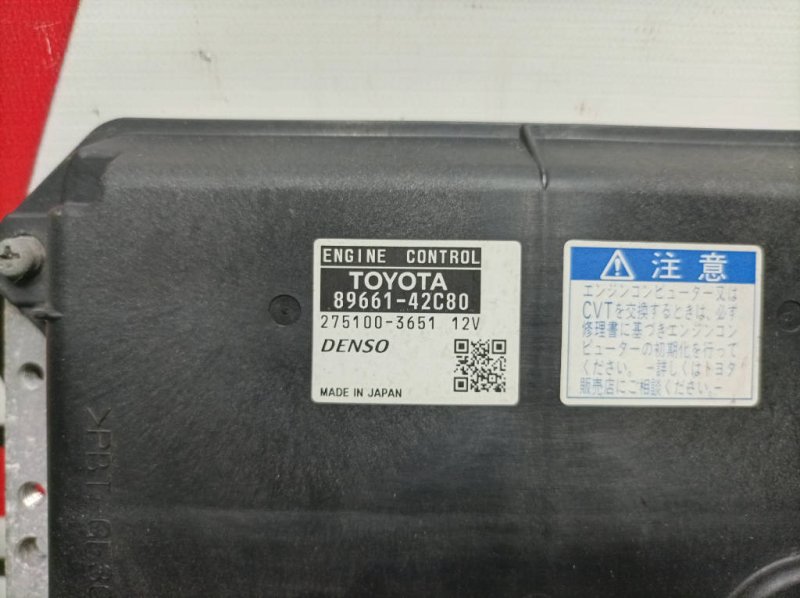 ENGINE CONTROL
TOYOTA
89661-42C80
275100-3651 12V
DENSO
MADE IN JAPAN
注意
エンジンコンピューター又は
CVTを交換するときは、必ず
修理書に基づきエンジンコン
ピューターの初期化を行って
ください。－詳しくはトヨタ
販売店にご相談ください。－
>PBT-